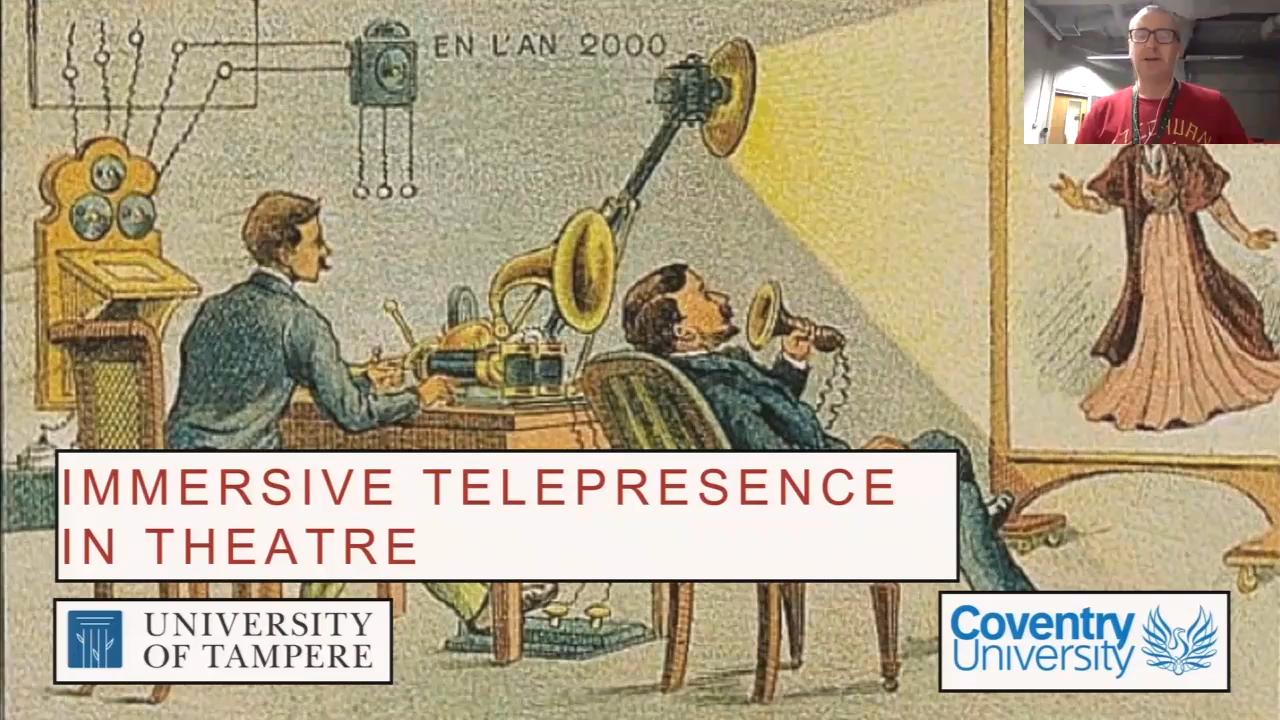 EN L'AN 2000
IMMERSIVE TELEPRESENCE
IN THEATRE
UNIVERSITY
OF TAMPERE
Coventry
University